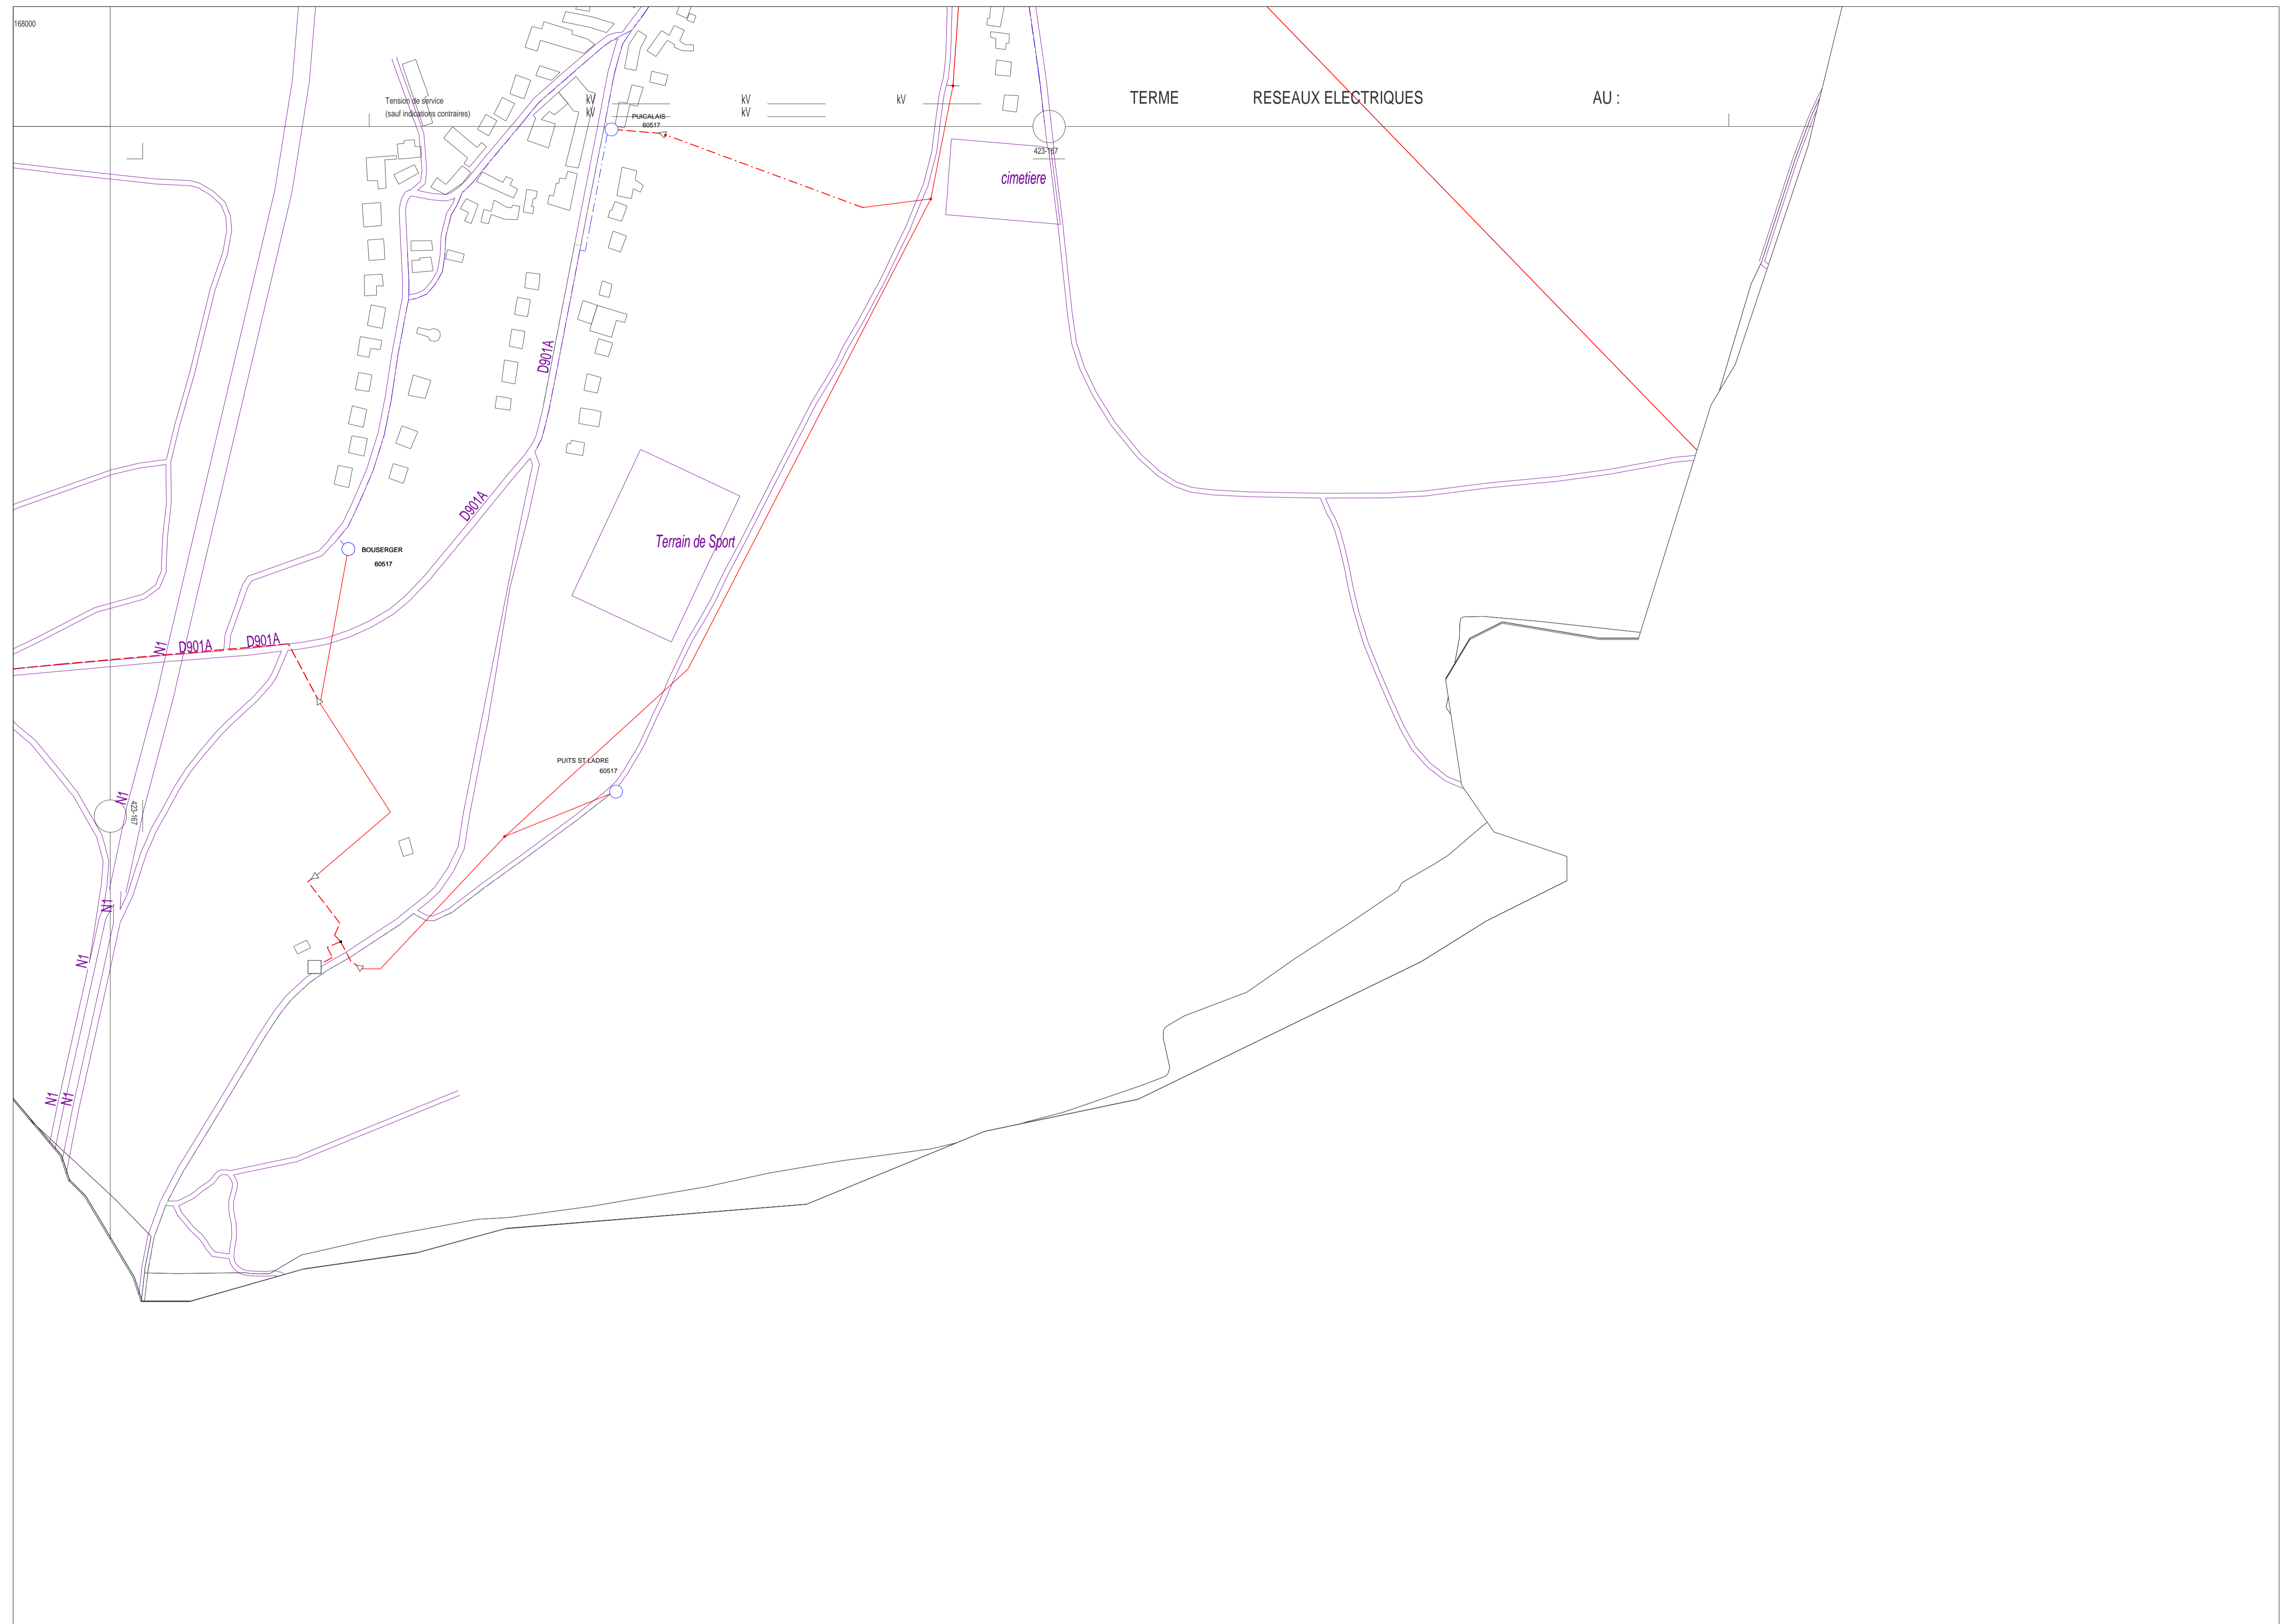 168000
Tension de service kV kV kV TERME RESEAUX ELECTRIQUES AU :
(sauf indications contraires) kV kV
PUICALAIS
60517
423-167
cimetiere
D901A
D901A
Terrain de Sport
BOUSERGER
60517
N1 D901A D901A
PUITS ST LADRE
60517
N1
423-167
N1
N1
N1 N1